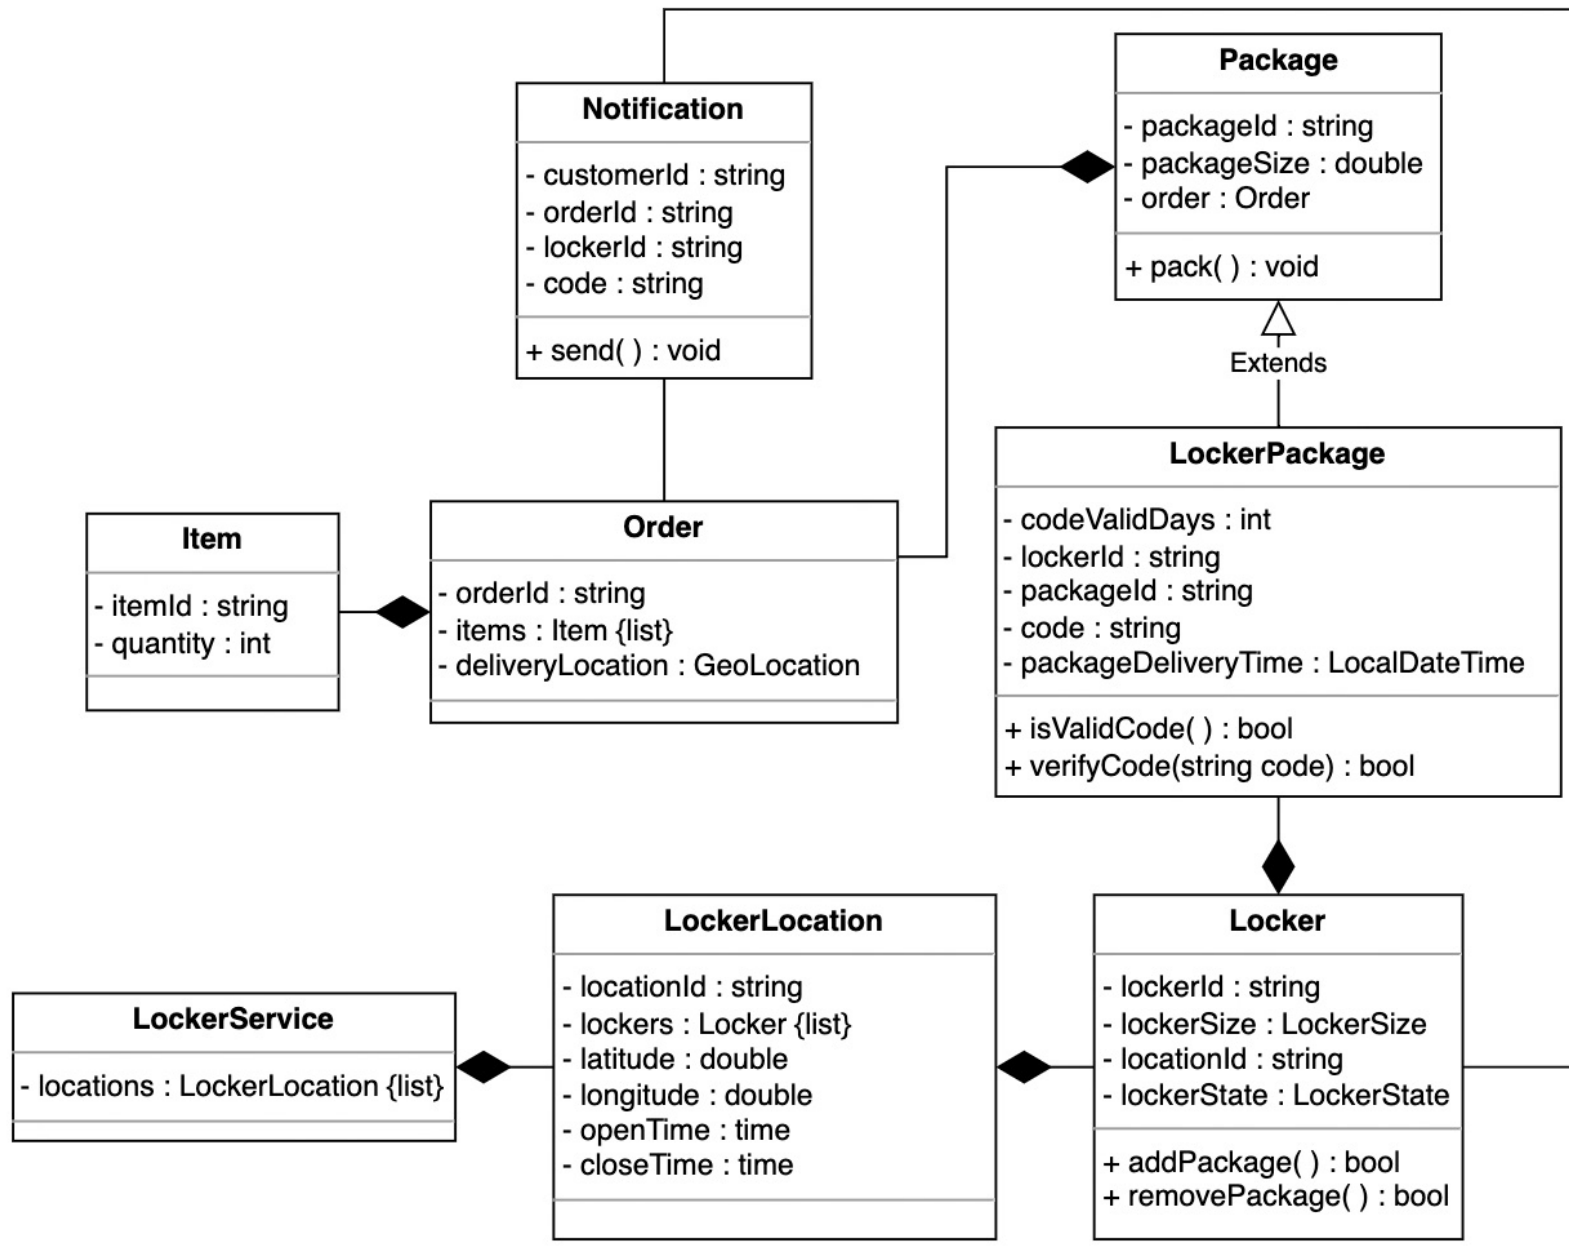 Notification
- customerId : string
- orderId : string
- lockerId : string
- code : string
+ send( ) : void
Package
- packageId : string
- packageSize : double
- order : Order
+ pack( ) : void
Extends
LockerPackage
- codeValidDays : int
- lockerId : string
- packageId : string
- code : string
- packageDeliveryTime : LocalDateTime
+ isValidCode( ) : bool
+ verifyCode(string code) : bool
Item
- itemId : string
- quantity : int
Order
- orderId : string
- items : Item {list}
- deliveryLocation : GeoLocation
LockerService
- locations : LockerLocation {list}
LockerLocation
- locationId : string
- lockers : Locker {list}
- latitude : double
- longitude : double
- openTime : time
- closeTime : time
Locker
- lockerId : string
- lockerSize : LockerSize
- locationId : string
- lockerState : LockerState
+ addPackage( ) : bool
+ removePackage( ) : bool